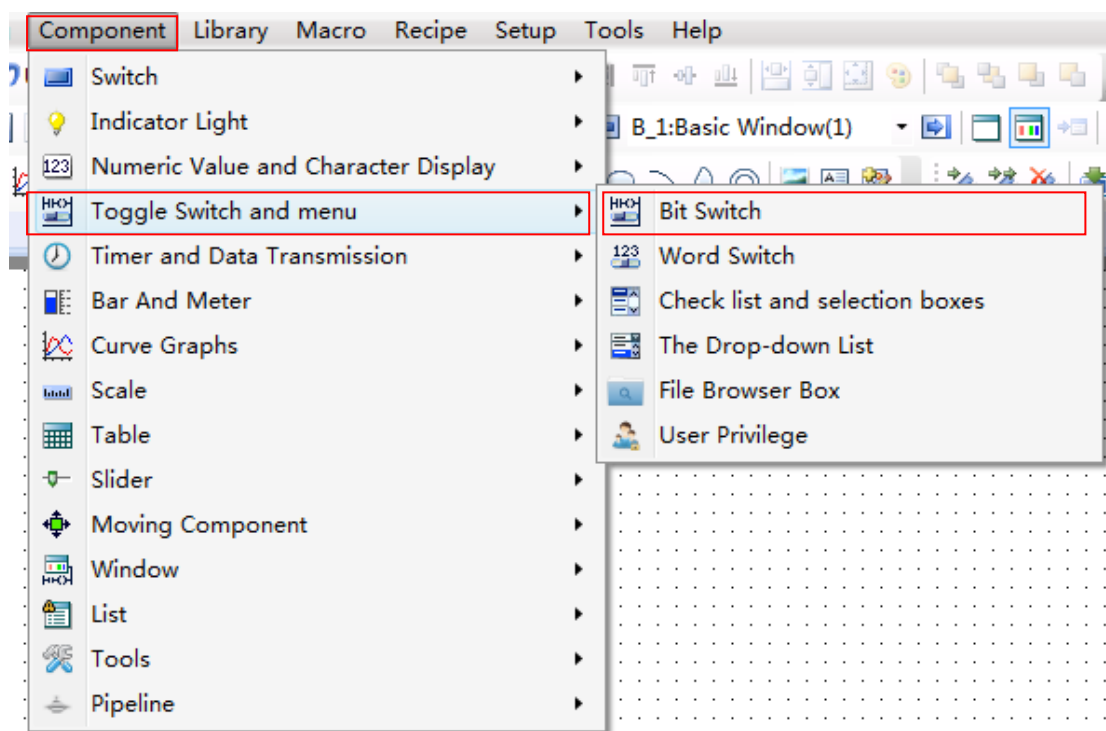 Component Library Macro Recipe Setup Tools Help
Switch
Indicator Light
B_1:Basic Window(1)
123 Numeric Value and Character Display
Toggle Switch and menu
Bit Switch
Timer and Data Transmission
123 Word Switch
Bar And Meter
Check list and selection boxes
Curve Graphs
The Drop-down List
Scale
File Browser Box
Table
User Privilege
Slider
Moving Component
Window
List
Tools
Pipeline